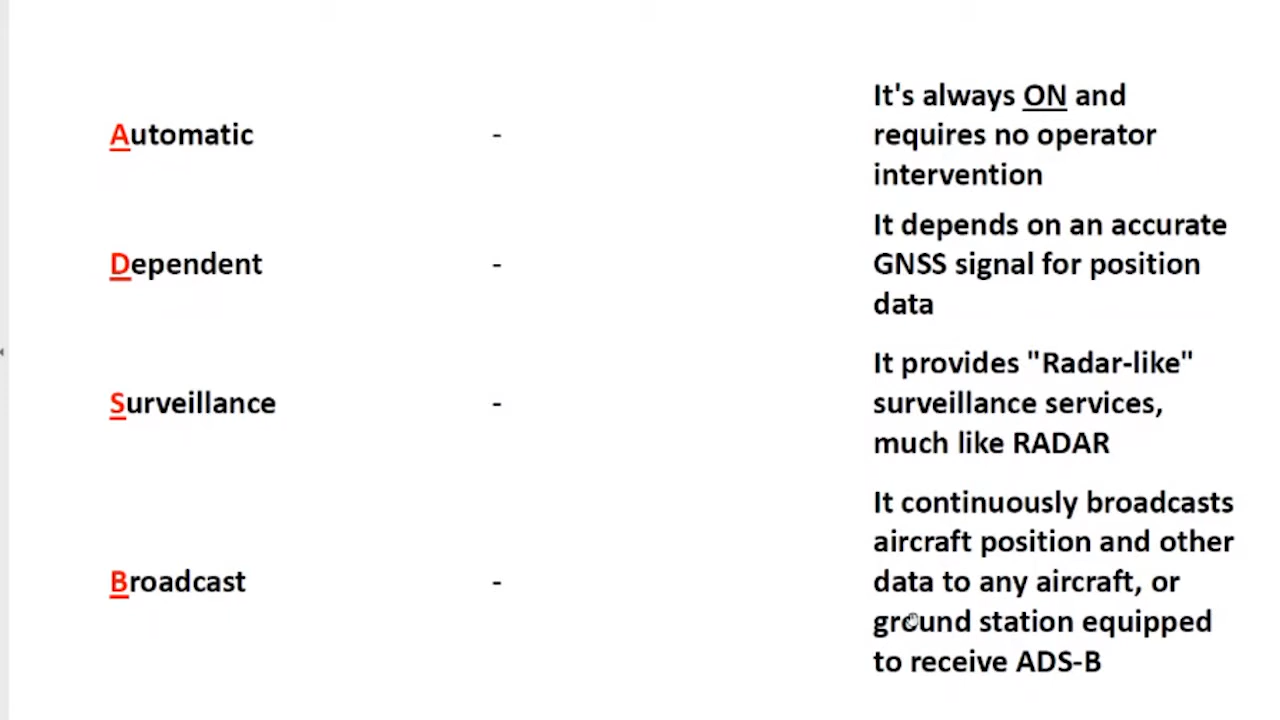 Automatic - It's always ON and
requires no operator
intervention
Dependent - It depends on an accurate
GNSS signal for position
data
Surveillance - It provides "Radar-like"
surveillance services,
much like RADAR
Broadcast - It continuously broadcasts
aircraft position and other
data to any aircraft, or
ground station equipped
to receive ADS-B